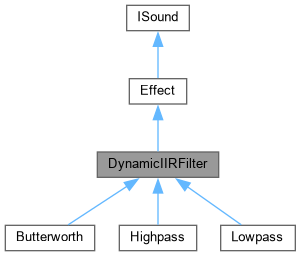 ISound
Effect
DynamicIIRFilter
Butterworth
Highpass
Lowpass